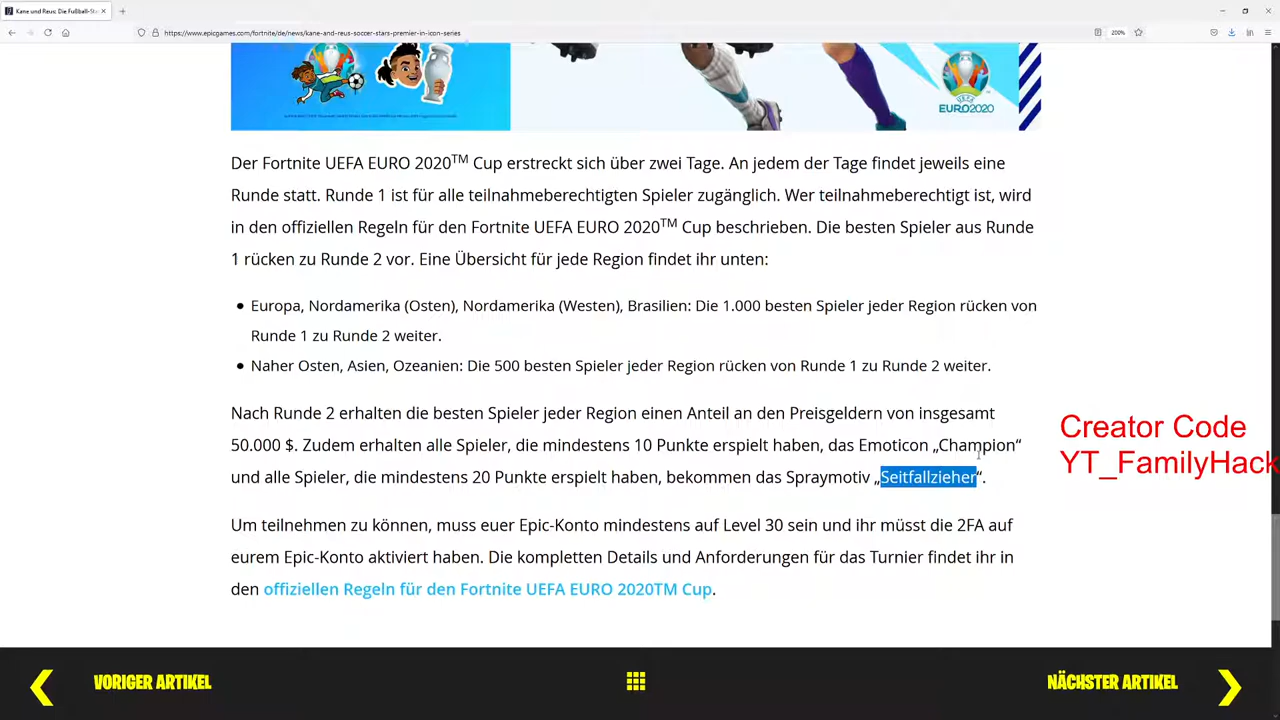 Kane und Reus: Die Fußball-Sta
https://www.epicgames.com/fortnite/de/news/kane-and-reus-soccer-stars-premier-in-icon-series
200%
EURO2020
Der Fortnite UEFA EURO 2020TM Cup erstreckt sich über zwei Tage. An jedem der Tage findet jeweils eine
Runde statt. Runde 1 ist für alle teilnahmeberechtigten Spieler zugänglich. Wer teilnahmeberechtigt ist, wird
in den offiziellen Regeln für den Fortnite UEFA EURO 2020TM Cup beschrieben. Die besten Spieler aus Runde
1 rücken zu Runde 2 vor. Eine Übersicht für jede Region findet ihr unten:
● Europa, Nordamerika (Osten), Nordamerika (Westen), Brasilien: Die 1.000 besten Spieler jeder Region rücken von
Runde 1 zu Runde 2 weiter.
● Naher Osten, Asien, Ozeanien: Die 500 besten Spieler jeder Region rücken von Runde 1 zu Runde 2 weiter.
Nach Runde 2 erhalten die besten Spieler jeder Region einen Anteil an den Preisgeldern von insgesamt
50.000 $. Zudem erhalten alle Spieler, die mindestens 10 Punkte erspielt haben, das Emoticon „Champion“
und alle Spieler, die mindestens 20 Punkte erspielt haben, bekommen das Spraymotiv „Seitfallzieher“.
Creator Code
YT_FamilyHack
Um teilnehmen zu können, muss euer Epic-Konto mindestens auf Level 30 sein und ihr müsst die 2FA auf
eurem Epic-Konto aktiviert haben. Die kompletten Details und Anforderungen für das Turnier findet ihr in
den offiziellen Regeln für den Fortnite UEFA EURO 2020TM Cup.
VORIGER ARTIKEL
NÄCHSTER ARTIKEL